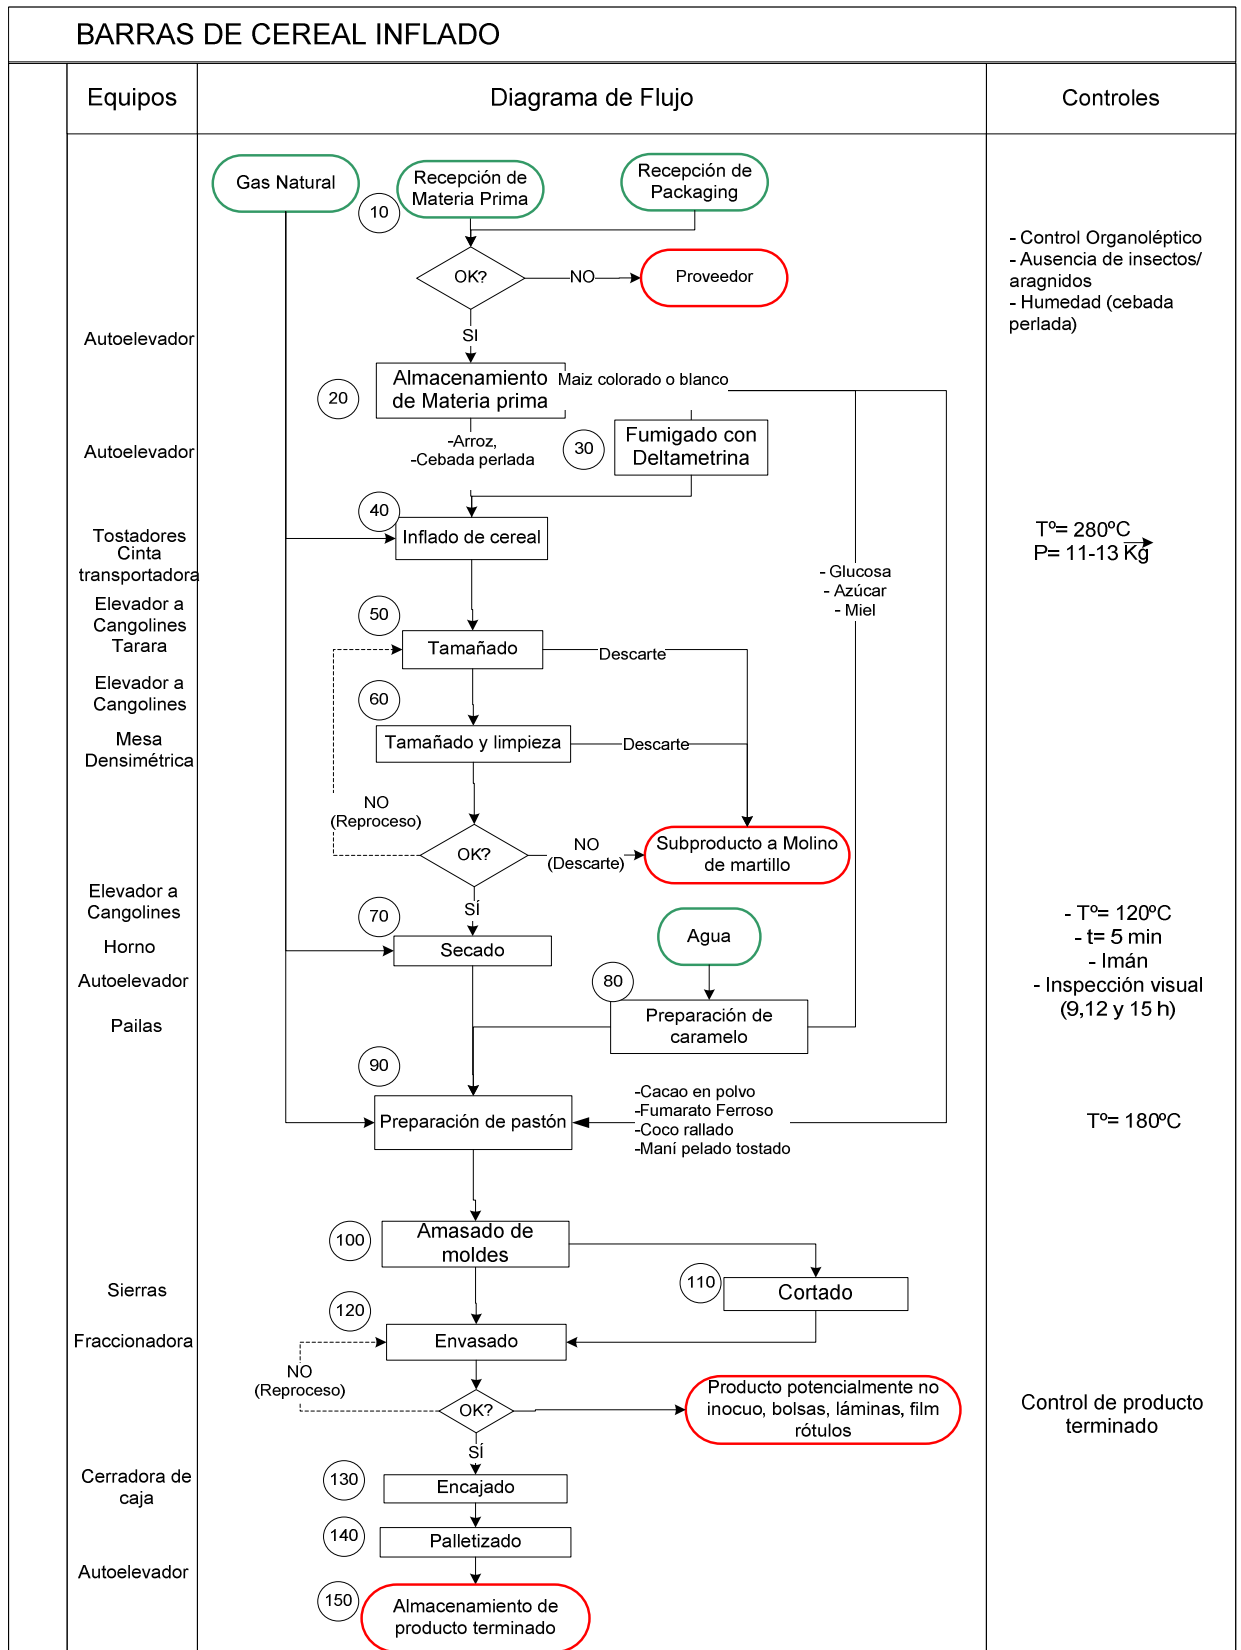 BARRAS DE CEREAL INFLADO
Equipos
Diagrama de Flujo
Controles
Gas Natural
Recepción de
Materia Prima
Recepción de
Packaging
10
OK?
NO
Proveedor
- Control Organoléptico
- Ausencia de insectos/
aragnidos
- Humedad (cebada
perlada)
SI
Autoelevador
20
Almacenamiento
de Materia prima
Maiz colorado o blanco
Autoelevador
-Arroz,
-Cebada perlada
30
Fumigado con
Deltametrina
40
Inflado de cereal
Tostadores
Cinta
transportadora
Tº= 280ºC
P= 11-13 Kg
- Glucosa
- Azúcar
- Miel
Elevador a
Cangolines
Tarara
50
Tamañado
Descarte
Elevador a
Cangolines
60
Mesa
Densimétrica
Tamañado y limpieza
Descarte
NO
(Reproceso)
OK?
NO
(Descarte)
Subproducto a Molino
de martillo
SÍ
Elevador a
Cangolines
70
Horno
Secado
Agua
- Tº= 120ºC
- t= 5 min
- Imán
- Inspección visual
(9,12 y 15 h)
Autoelevador
80
Pailas
Preparación de
caramelo
90
Preparación de pastón
-Cacao en polvo
-Fumarato Ferroso
-Coco rallado
-Maní pelado tostado
Tº= 180ºC
100
Amasado de
moldes
110
Cortado
Sierras
120
Fraccionadora
Envasado
NO
(Reproceso)
OK?
Producto potencialmente no
inocuo, bolsas, láminas, film
rótulos
Control de producto
terminado
SÍ
Cerradora de
caja
130
Encajado
140
Palletizado
Autoelevador
150
Almacenamiento de
producto terminado